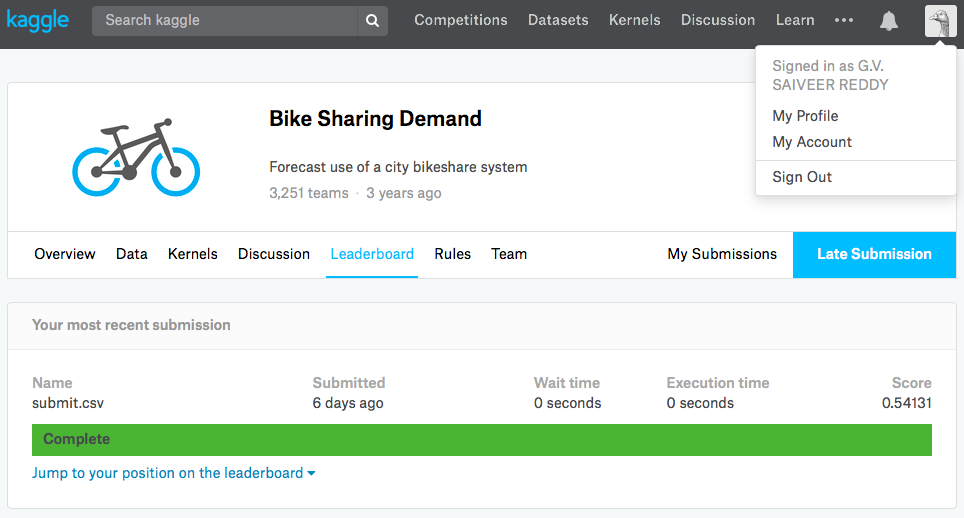 kaggle Search kaggle Competitions Datasets Kernels Discussion Learn
Signed in as G.V.
SAIVEER REDDY
My Profile
My Account
Sign Out
Bike Sharing Demand
Forecast use of a city bikeshare system
3,251 teams · 3 years ago
Overview Data Kernels Discussion Leaderboard Rules Team My Submissions Late Submission
Your most recent submission
Name Submitted Wait time Execution time Score
submit.csv 6 days ago 0 seconds 0 seconds 0.54131
Complete
Jump to your position on the leaderboard